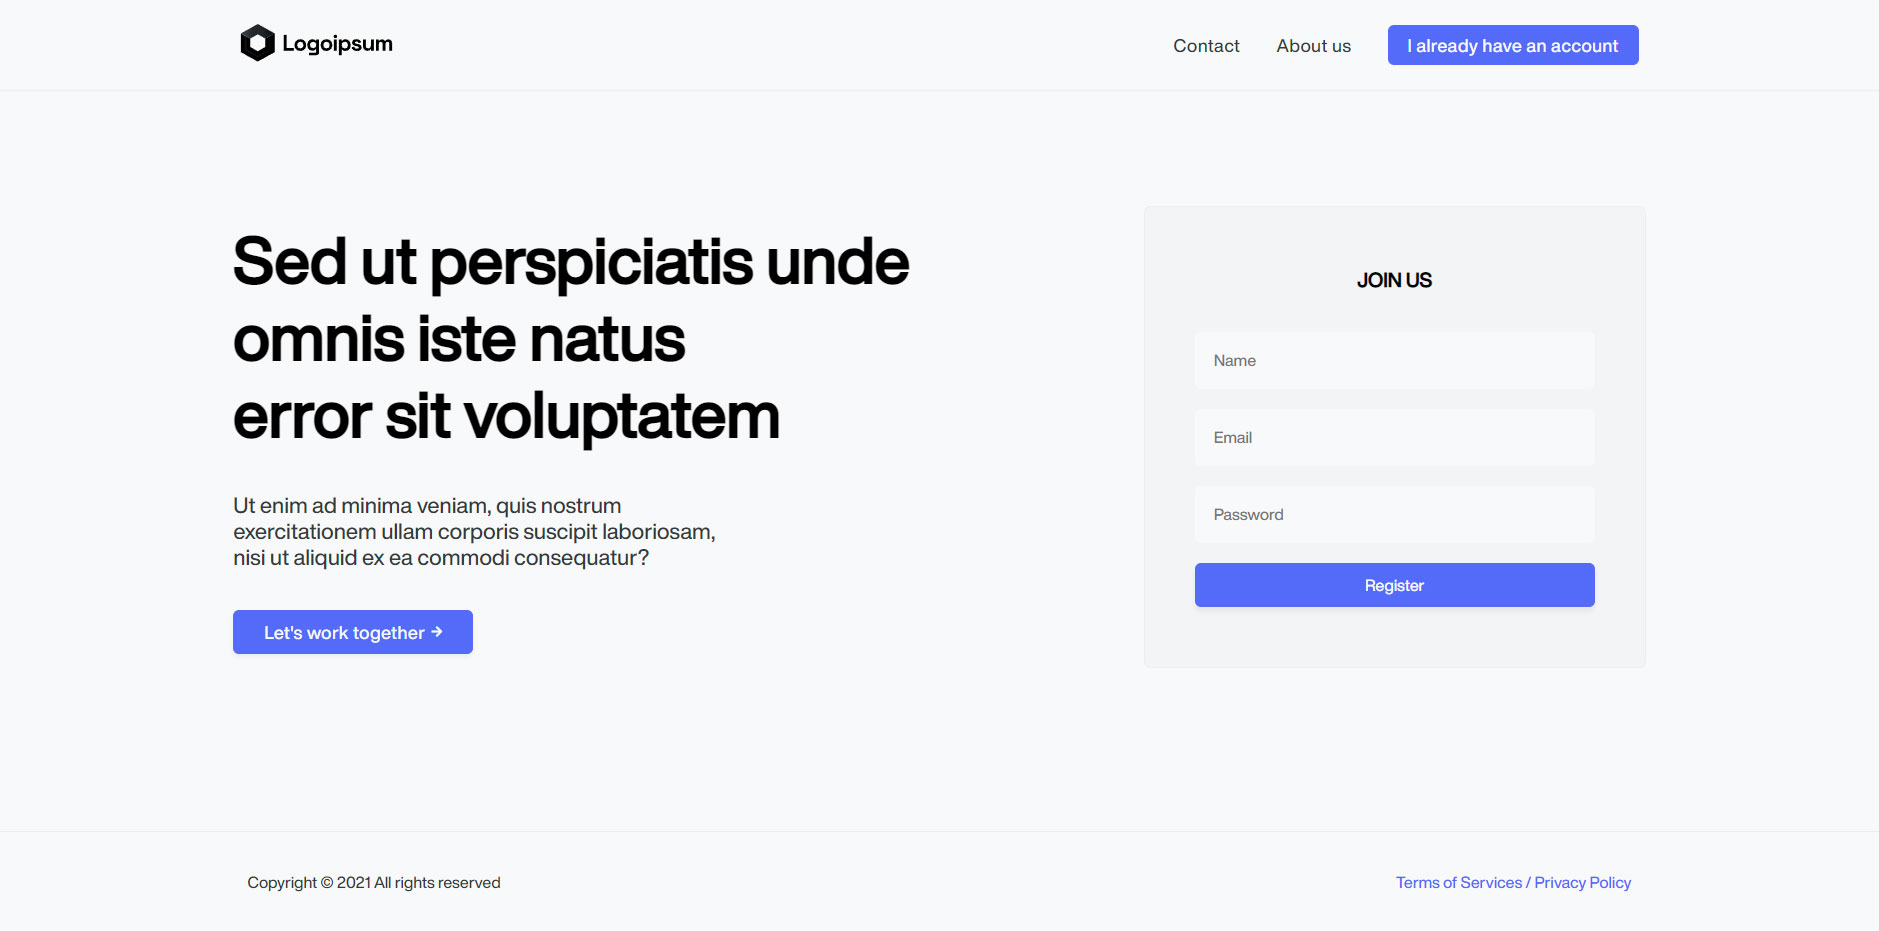 Logoipsum
Contact
About us
I already have an account
Sed ut perspiciatis unde
omnis iste natus
error sit voluptatem
Ut enim ad minima veniam, quis nostrum
exercitationem ullam corporis suscipit laboriosam,
nisi ut aliquid ex ea commodi consequatur?
Let's work together →
JOIN US
Name
Email
Password
Register
Copyright © 2021 All rights reserved
Terms of Services / Privacy Policy